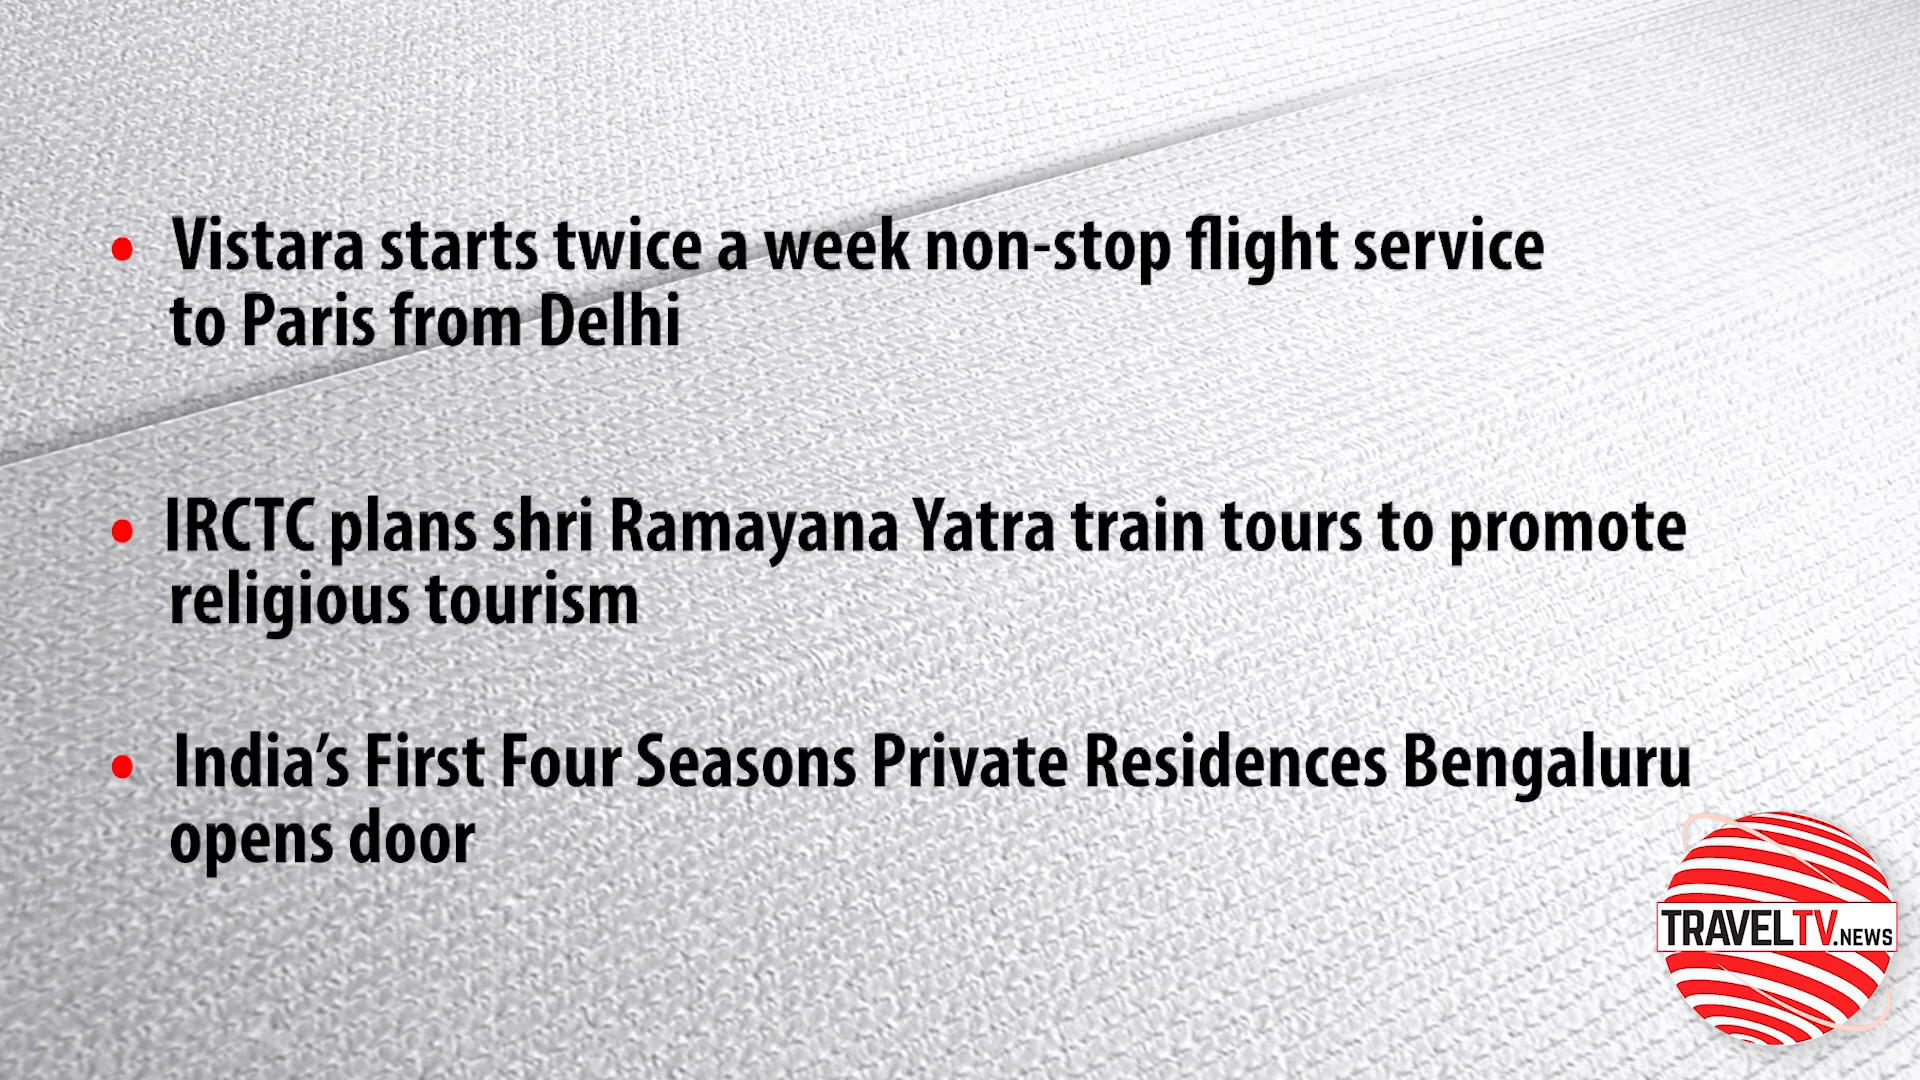 • Vistara starts twice a week non-stop flight service
to Paris from Delhi
• IRCTC plans shri Ramayana Yatra train tours to promote
religious tourism
• India’s First Four Seasons Private Residences Bengaluru
opens door
TRAVELTV.NEWS